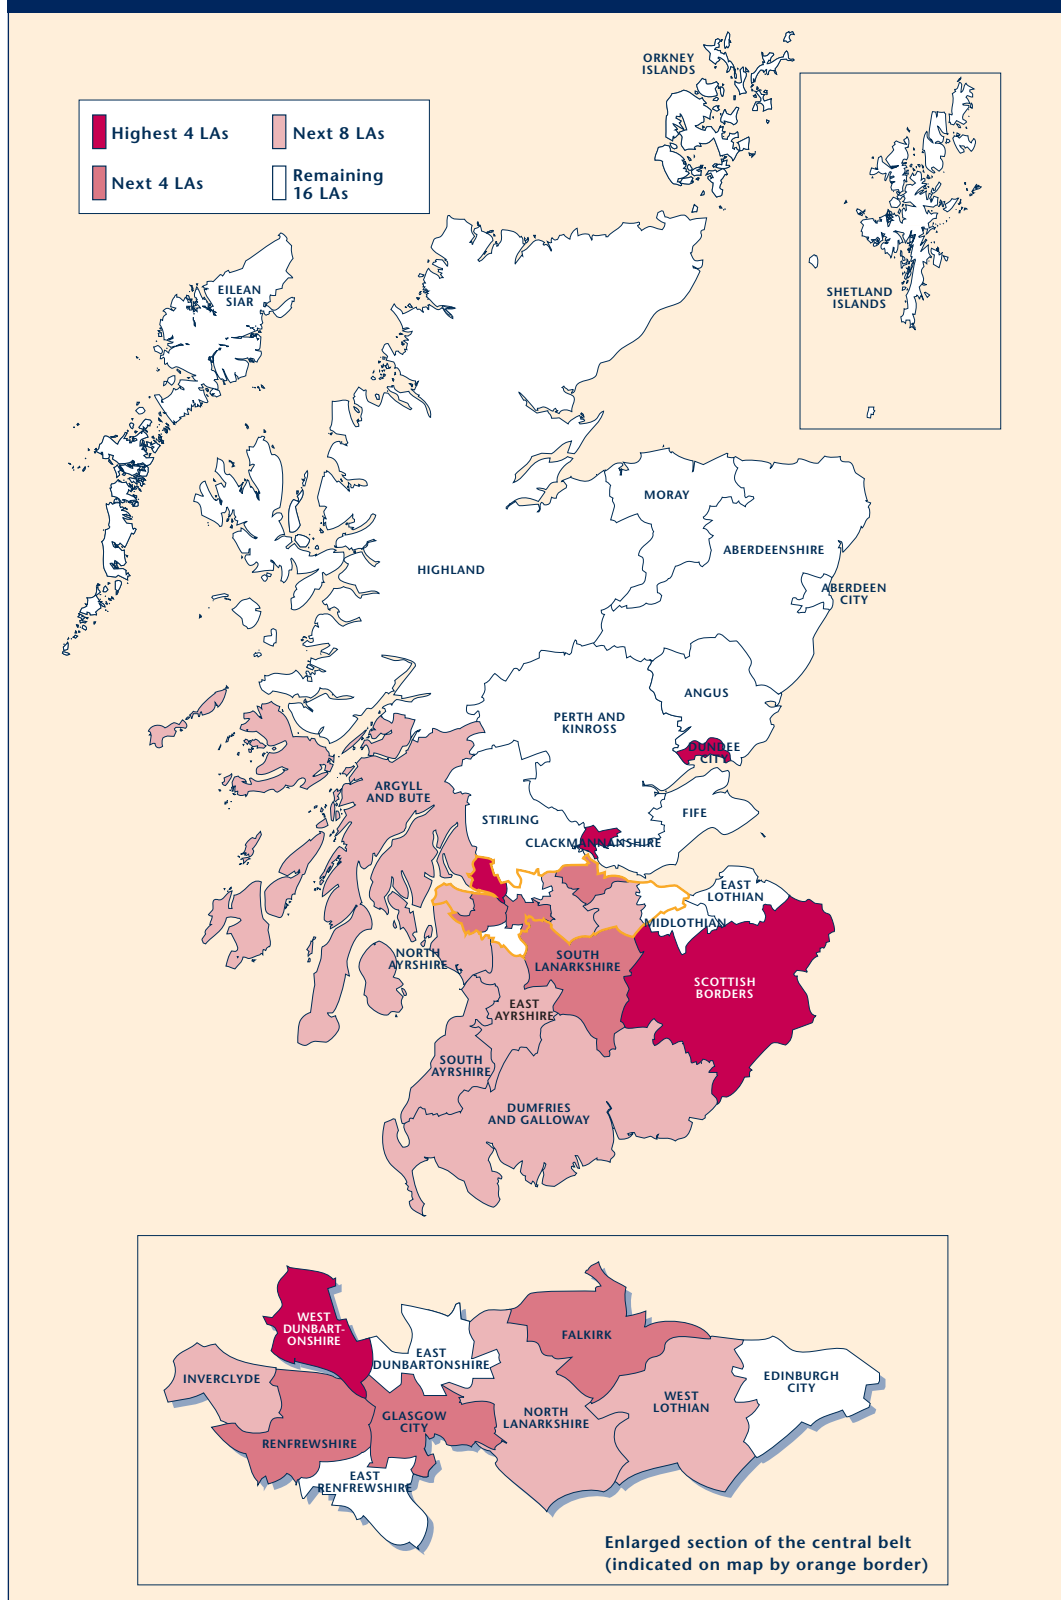 Highest 4 LAs
Next 8 LAs
Next 4 LAs
Remaining
16 LAs
ORKNEY
ISLANDS
SHETLAND
ISLANDS
EILEAN
SIAR
MORAY
ABERDEENSHIRE
HIGHLAND
ABERDEEN
CITY
ANGUS
PERTH AND
KINROSS
DUNDEE
CITY
ARGYLL
AND BUTE
STIRLING
FIFE
CLACKMANNANSHIRE
EAST
LOTHIAN
MIDLOTHIAN
NORTH
AYRSHIRE
SOUTH
LANARKSHIRE
SCOTTISH
BORDERS
EAST
AYRSHIRE
SOUTH
AYRSHIRE
DUMFRIES
AND GALLOWAY
WEST
DUNBART-
ONSHIRE
EAST
DUNBARTONSHIRE
FALKIRK
INVERCLYDE
EDINBURGH
CITY
WEST
LOTHIAN
NORTH
LANARKSHIRE
GLASGOW
CITY
RENFREWSHIRE
EAST
RENFREWSHIRE
Enlarged section of the central belt
(indicated on map by orange border)